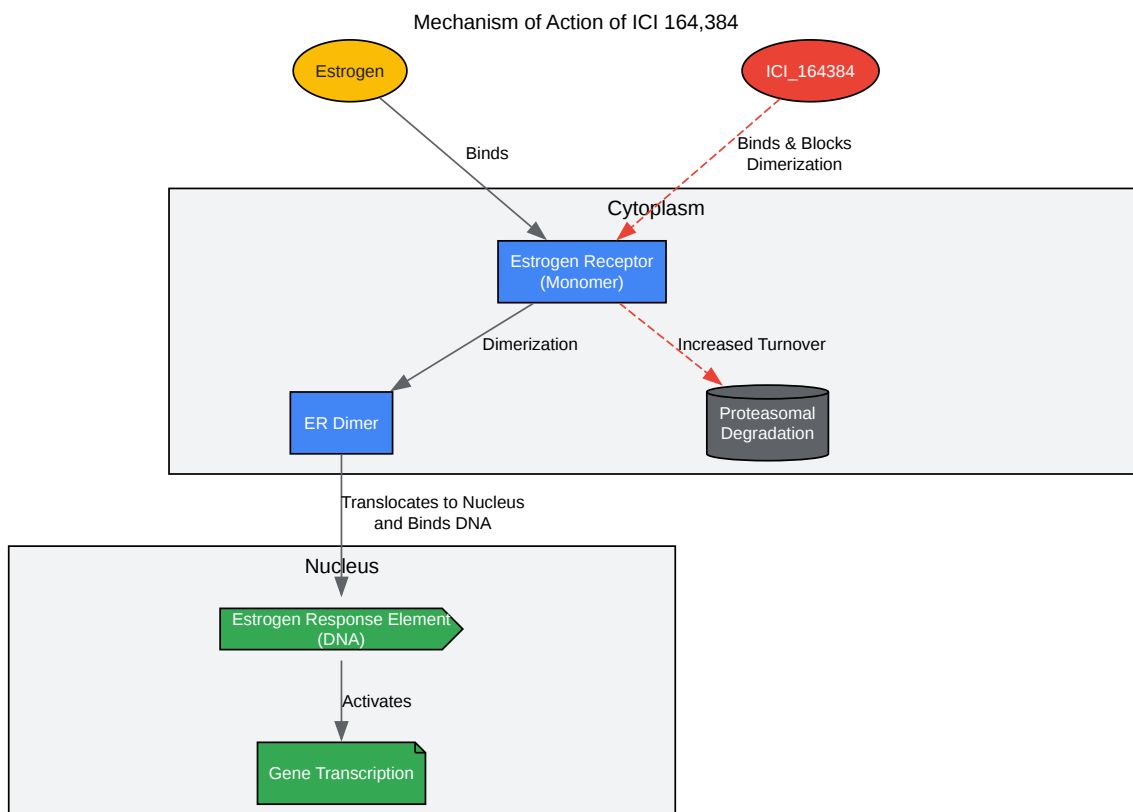 Mechanism of Action of ICI 164,384
Estrogen
ICI_164384
Binds
Binds & Blocks
Dimerization
Cytoplasm
Estrogen Receptor
(Monomer)
Dimerization
Increased Turnover
ER Dimer
Proteasomal
Degradation
Translocates to Nucleus
and Binds DNA
Nucleus
Estrogen Response Element
(DNA)
Activates
Gene Transcription